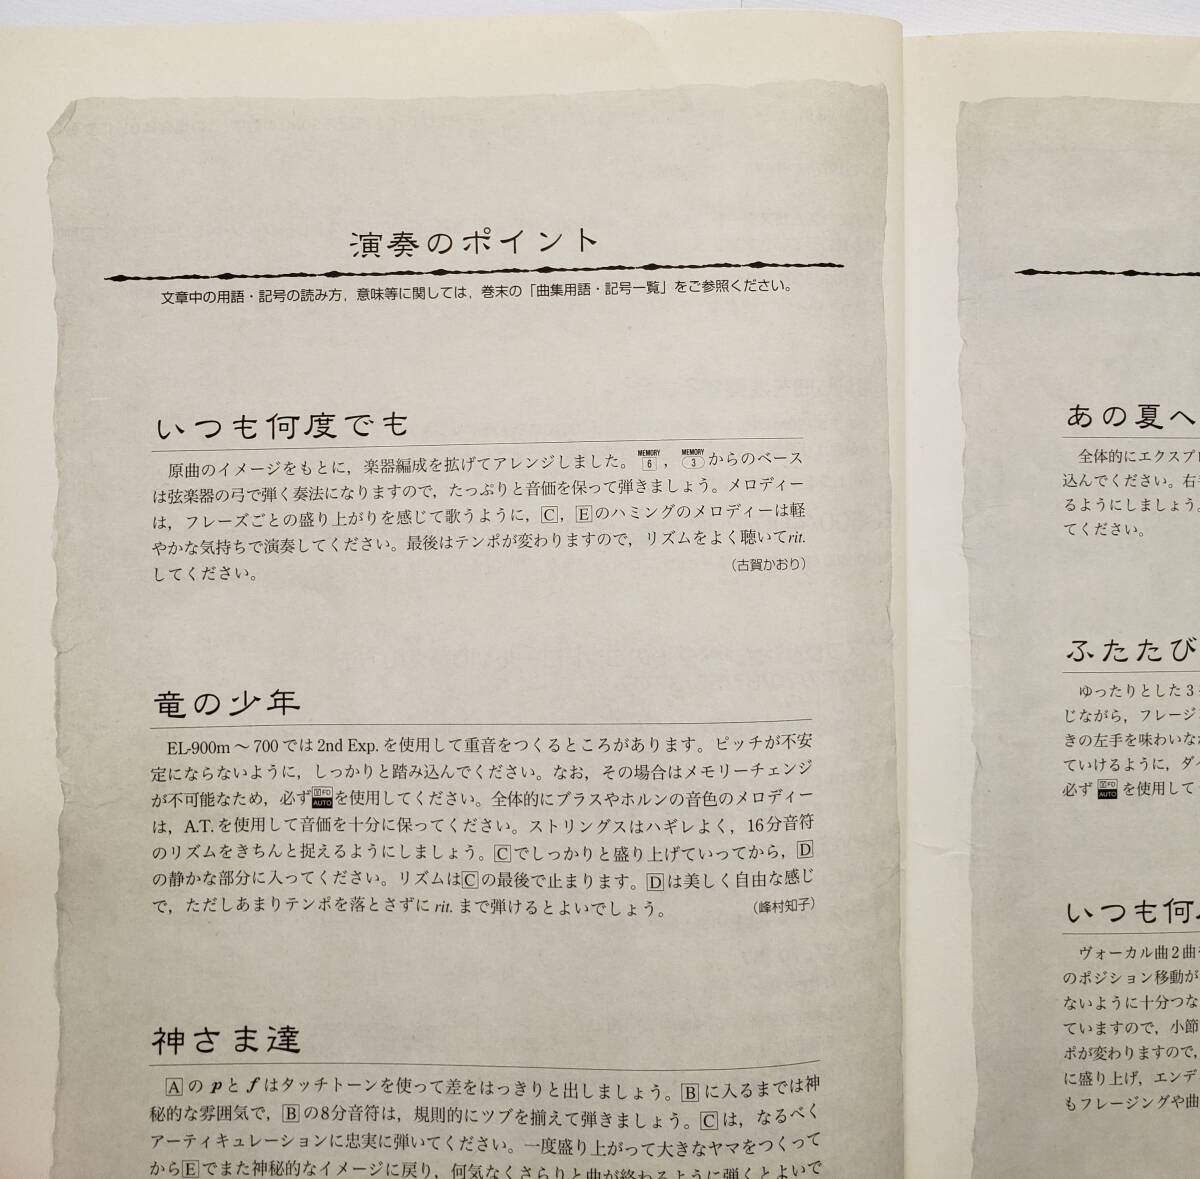 演奏のポイント
文章中の用語・記号の読み方，意味等に関しては，巻末の「曲集用語・記号一覧」をご参照ください。
いつも何度でも
原曲のイメージをもとに，楽器編成を拡げてアレンジしました。MEMORY 6，MEMORY 3からのベース
は弦楽器の弓で弾く奏法になりますので，たっぷりと音価を保って弾きましょう。メロディー
は，フレーズごとの盛り上がりを感じて歌うように，C，Eのハミングのメロディーは軽
やかな気持ちで演奏してください。最後はテンポが変わりますので，リズムをよく聴いてrit.
してください。
（古賀かおり）
竜の少年
EL-900m～700では2nd Exp.を使用して重音をつくるところがあります。ピッチが不安
定にならないように，しっかりと踏み込んでください。なお，その場合はメモリーチェンジ
が不可能なため，必ずFD AUTOを使用してください。全体的にブラスやホルンの音色のメロディー
は，A.T.を使用して音価を十分に保ってください。ストリングスはハギレよく，16分音符
のリズムをきちんと捉えるようにしましょう。Cでしっかりと盛り上げていってから，D
の静かな部分に入ってください。リズムはCの最後で止まります。Dは美しく自由な感じ
で，ただしあまりテンポを落とさずに rit. まで弾けるとよいでしょう。
（峰村知子）
神さま達
Aの p と f はタッチトーンを使って差をはっきりと出しましょう。Bに入るまでは神
秘的な雰囲気で，Bの8分音符は，規則的にツブを揃えて弾きましょう。Cは，なるべく
アーティキュレーションに忠実に弾いてください。一度盛り上がって大きなヤマをつくって
からEでまた神秘的なイメージに戻り，何気なくさらりと曲が終わるように弾くとよいで
あの夏へ
全体的にエクスプ
込んでください。右
るようにしましょう。
てください。
ふたたび
ゆったりとした3
じながら，フレージ
きの左手を味わいな
ていけるように，ダ
必ずFD AUTOを使用して
いつも何
ヴォーカル曲2曲
のポジション移動が
ないように十分つな
ていますので，小節
ポが変わりますので，
に盛り上げ，エンデ
もフレージングや曲